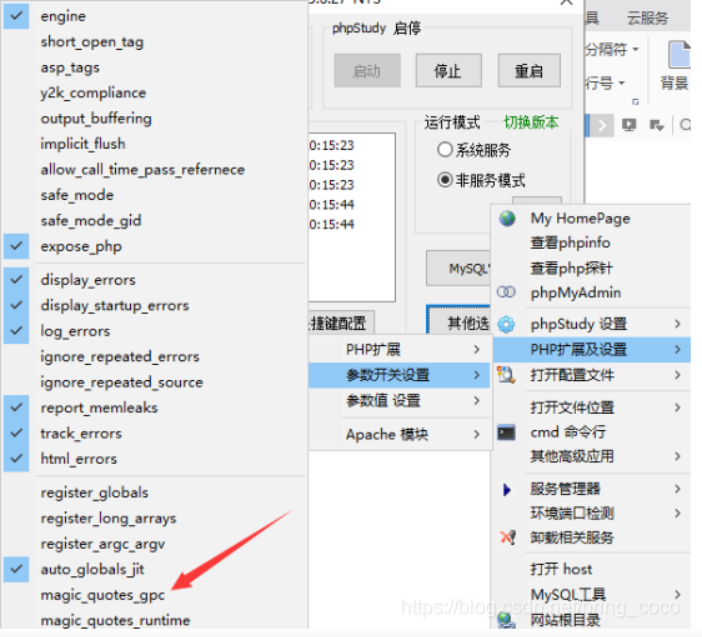 engine
short_open_tag
asp_tags
y2k_compliance
output_buffering
implicit_flush
allow_call_time_pass_refernece
safe_mode
safe_mode_gid
expose_php
display_errors
display_startup_errors
log_errors
ignore_repeated_errors
ignore_repeated_source
report_memleaks
track_errors
html_errors
register_globals
register_long_arrays
register_argc_argv
auto_globals_jit
magic_quotes_gpc
magic_quotes_runtime
phpStudy 启停
启动
停止
重启
0:15:23
0:15:23
0:15:23
0:15:44
0:15:44
运行模式
切换版本
系统服务
非服务模式
MySQL
捷键配置
其他选
PHP扩展
参数开关设置
参数值 设置
Apache 模块
云服务
分隔符
行号
背景
My HomePage
查看phpinfo
查看php探针
phpMyAdmin
phpStudy 设置
PHP扩展及设置
打开配置文件
打开文件位置
cmd 命令行
其他高级应用
服务管理器
环境端口检测
卸载相关服务
打开 host
MySQL工具
网站根目录